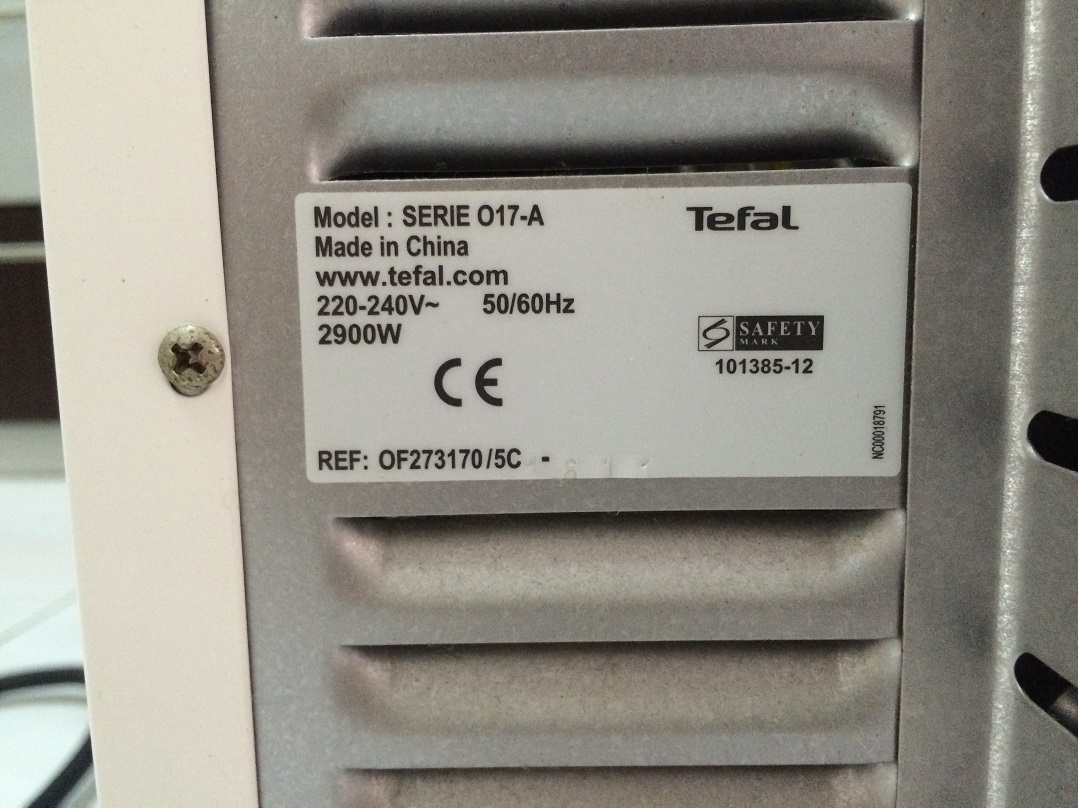 Model : SERIE O17-A
Made in China
www.tefal.com
220-240V~ 50/60Hz
2900W
CE
REF: OF273170/5C -
Tefal
SAFETY
MARK
101385-12
NC00018791